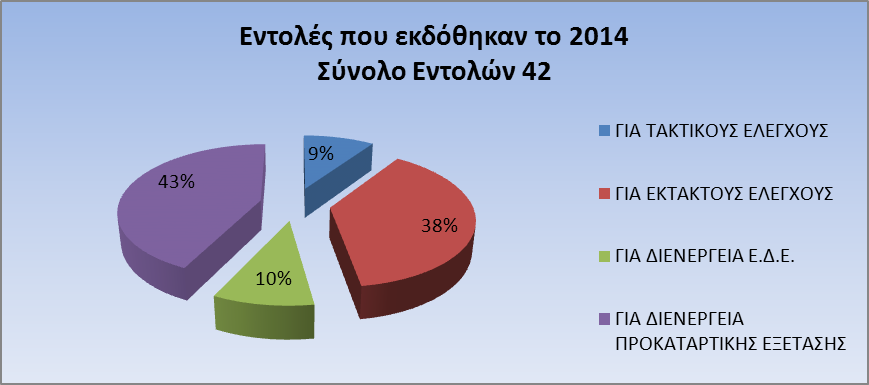 Εντολές που εκδόθηκαν το 2014
Σύνολο Εντολών 42
9%
38%
10%
43%
ΓΙΑ ΤΑΚΤΙΚΟΥΣ ΕΛΕΓΧΟΥΣ
ΓΙΑ ΕΚΤΑΚΤΟΥΣ ΕΛΕΓΧΟΥΣ
ΓΙΑ ΔΙΕΝΕΡΓΕΙΑ Ε.Δ.Ε.
ΓΙΑ ΔΙΕΝΕΡΓΕΙΑ
ΠΡΟΚΑΤΑΡΤΙΚΗΣ ΕΞΕΤΑΣΗΣ